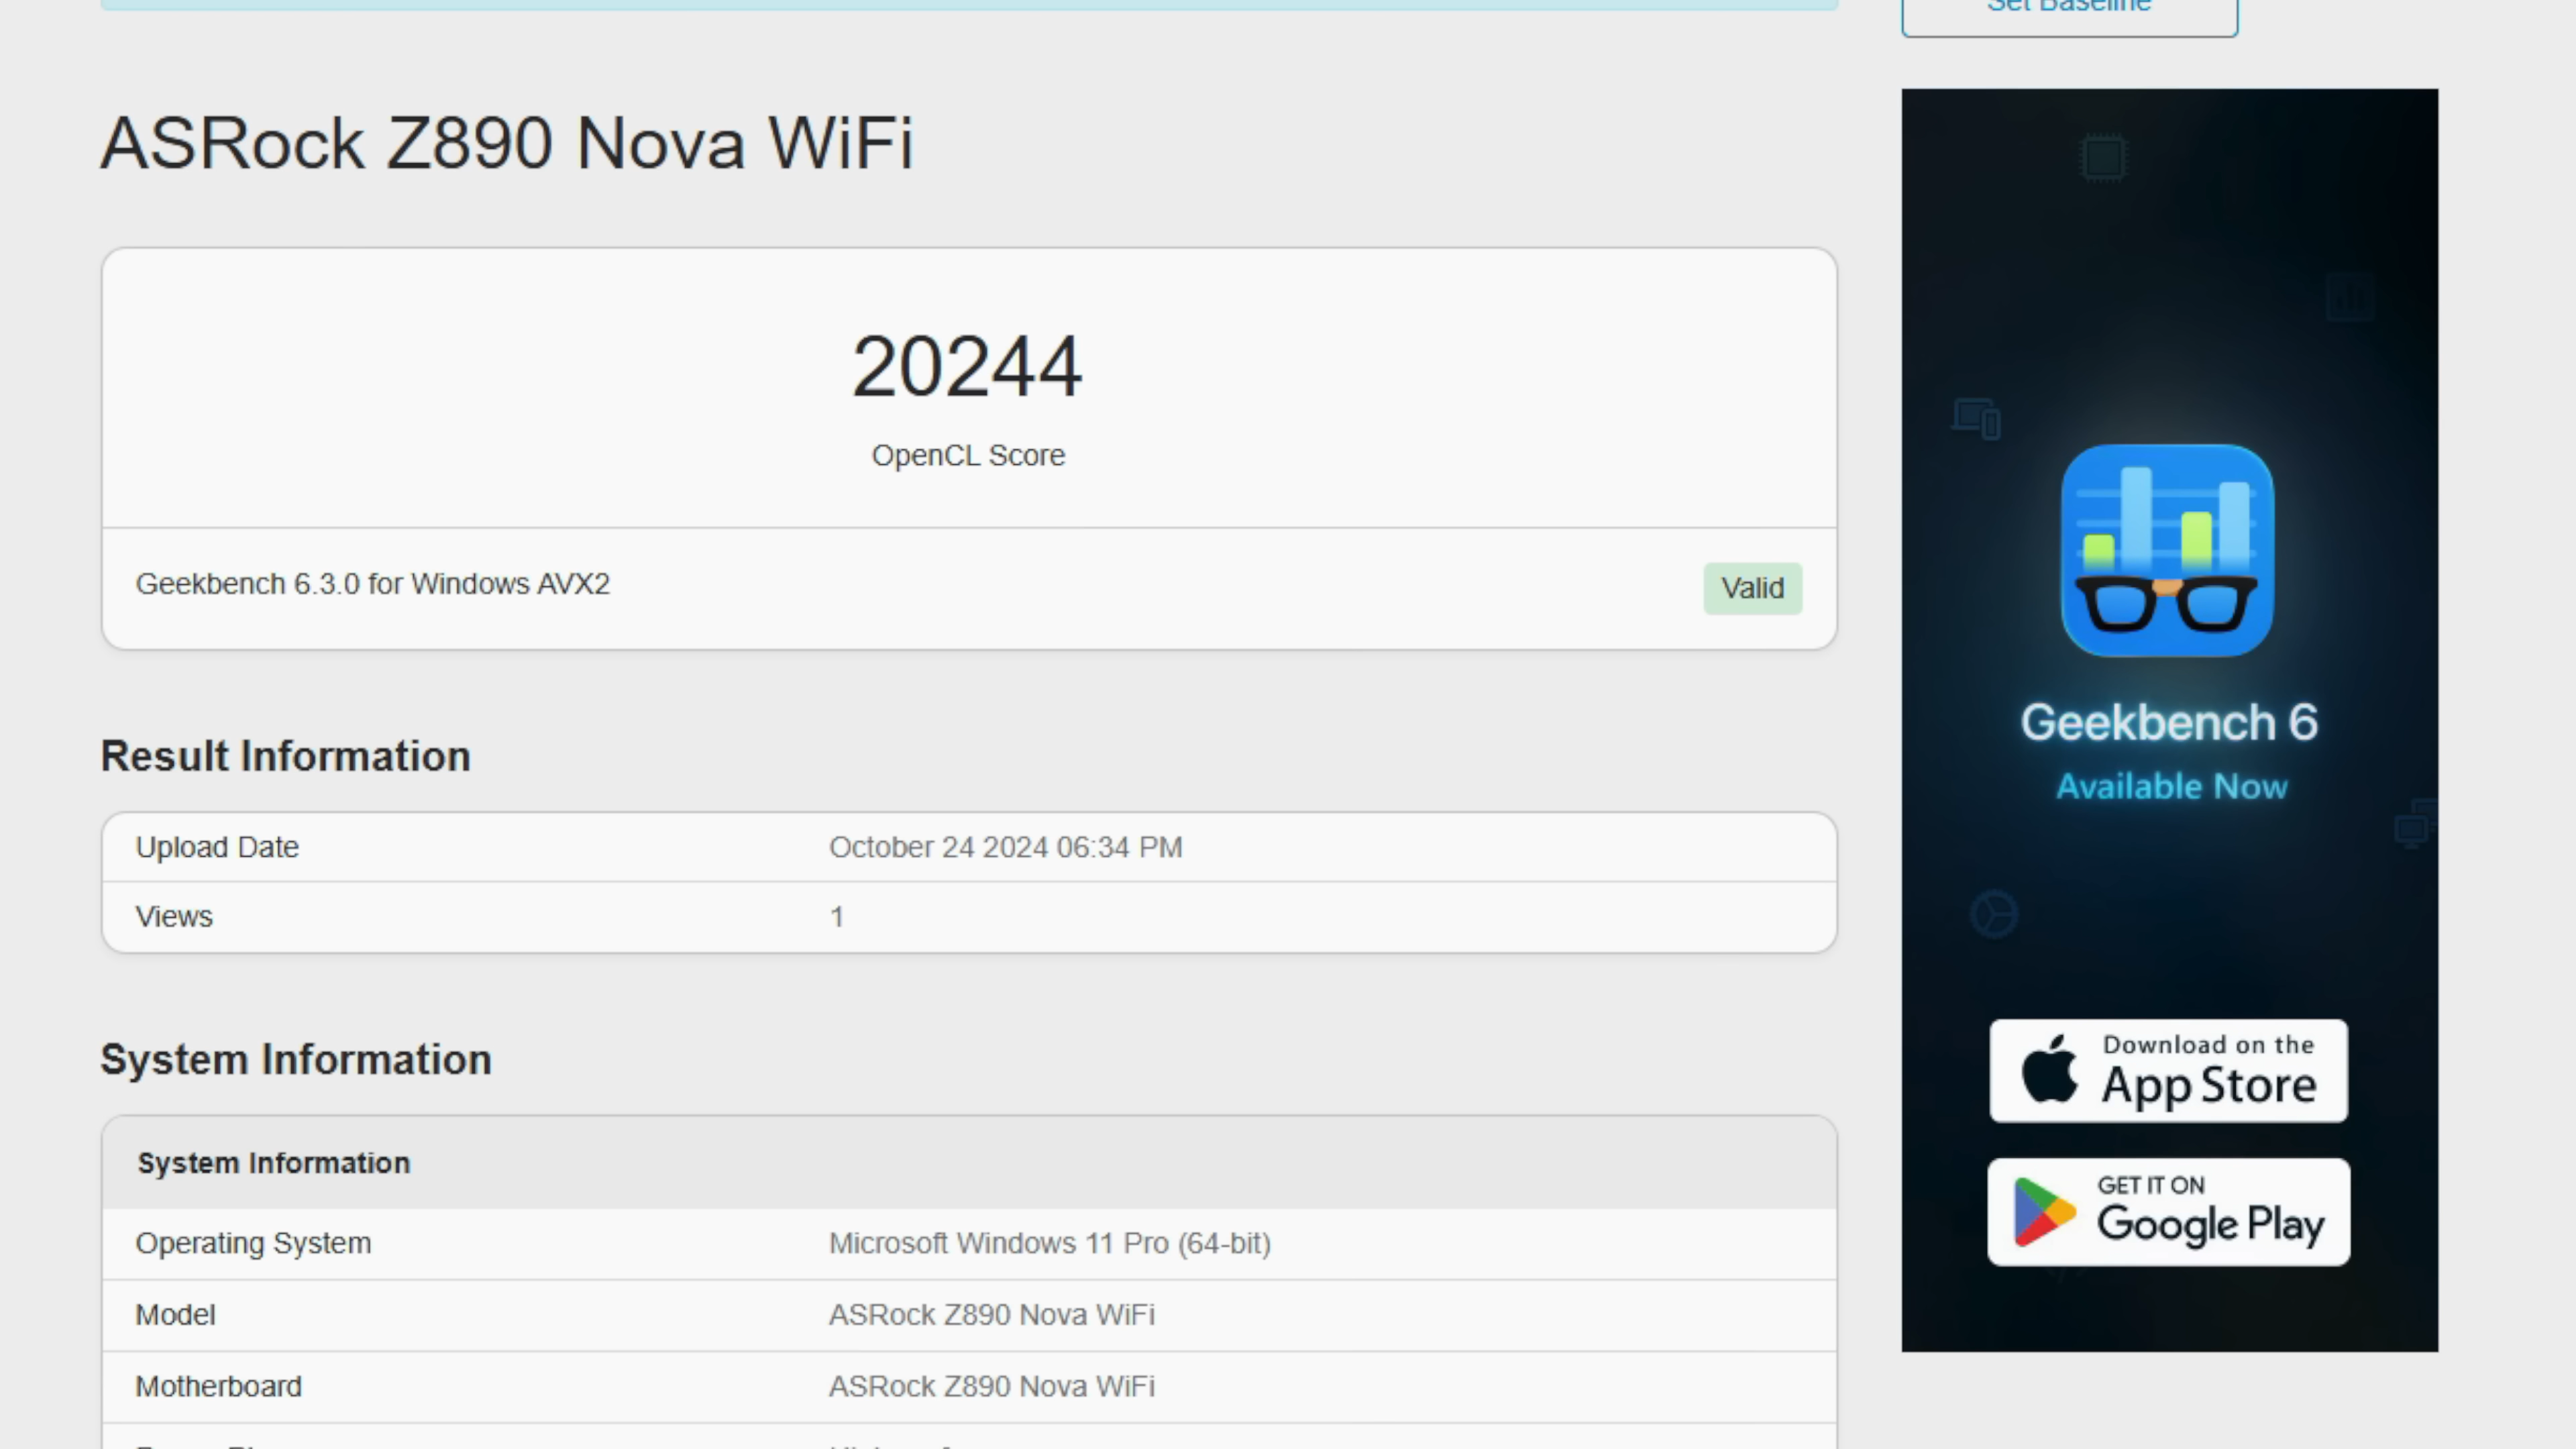 Set Baseline
ASRock Z890 Nova WiFi
20244
OpenCL Score
Geekbench 6.3.0 for Windows AVX2
Valid
Result Information
Upload Date October 24 2024 06:34 PM
Views 1
System Information
System Information
Operating System Microsoft Windows 11 Pro (64-bit)
Model ASRock Z890 Nova WiFi
Motherboard ASRock Z890 Nova WiFi
Geekbench 6
Available Now
Download on the
App Store
GET IT ON
Google Play